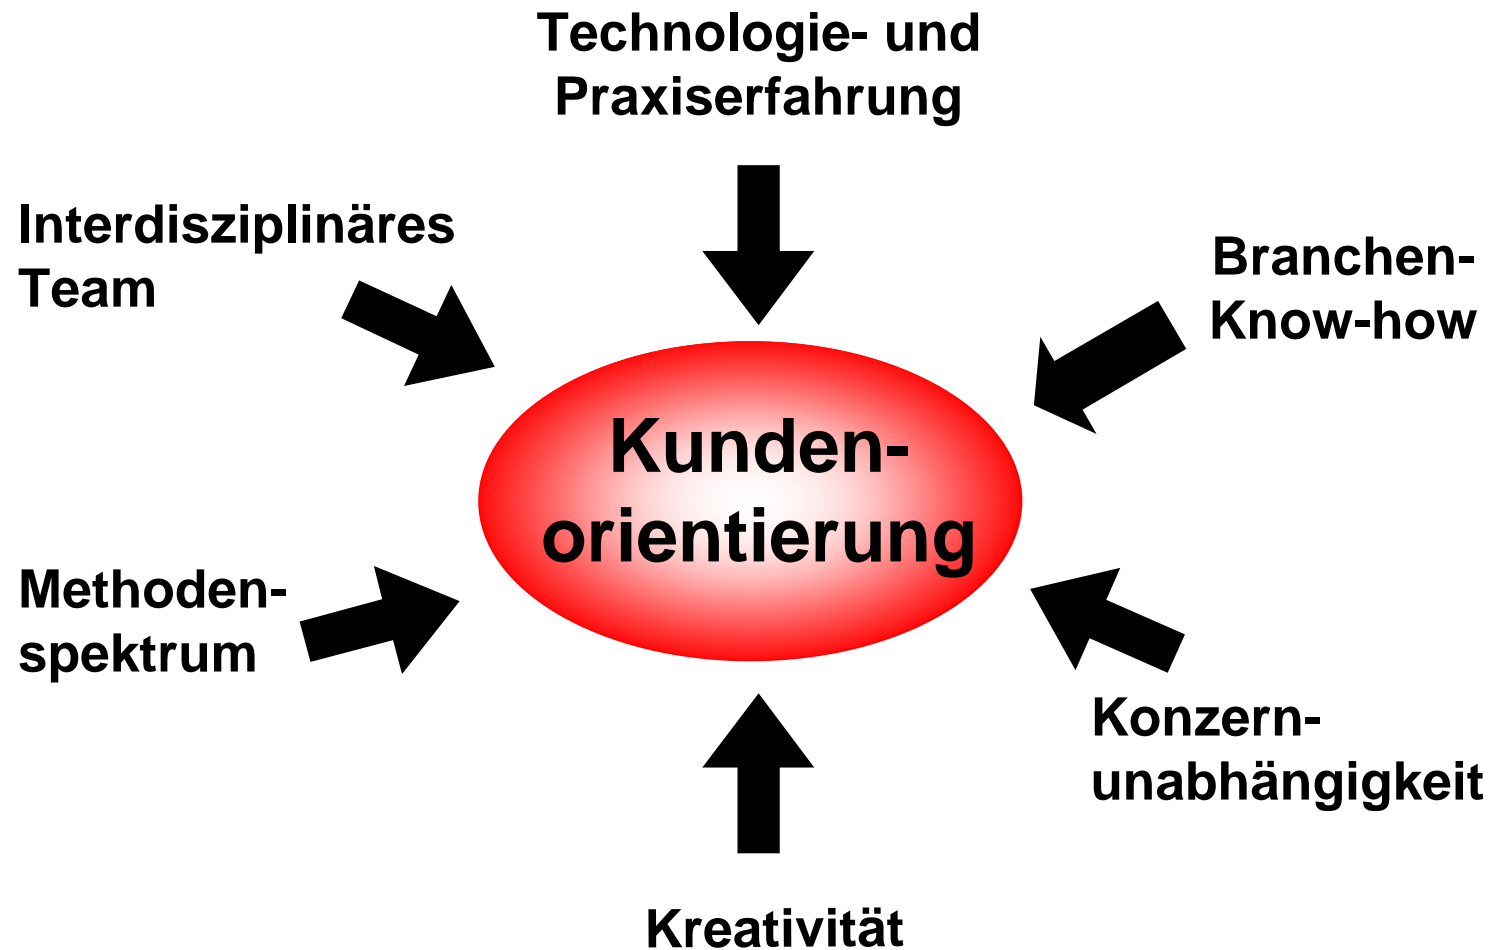 Technologie- und
Praxiserfahrung
Interdisziplinäres
Team
Branchen-
Know-how
Kunden-
orientierung
Methoden-
spektrum
Konzern-
unabhängigkeit
Kreativität